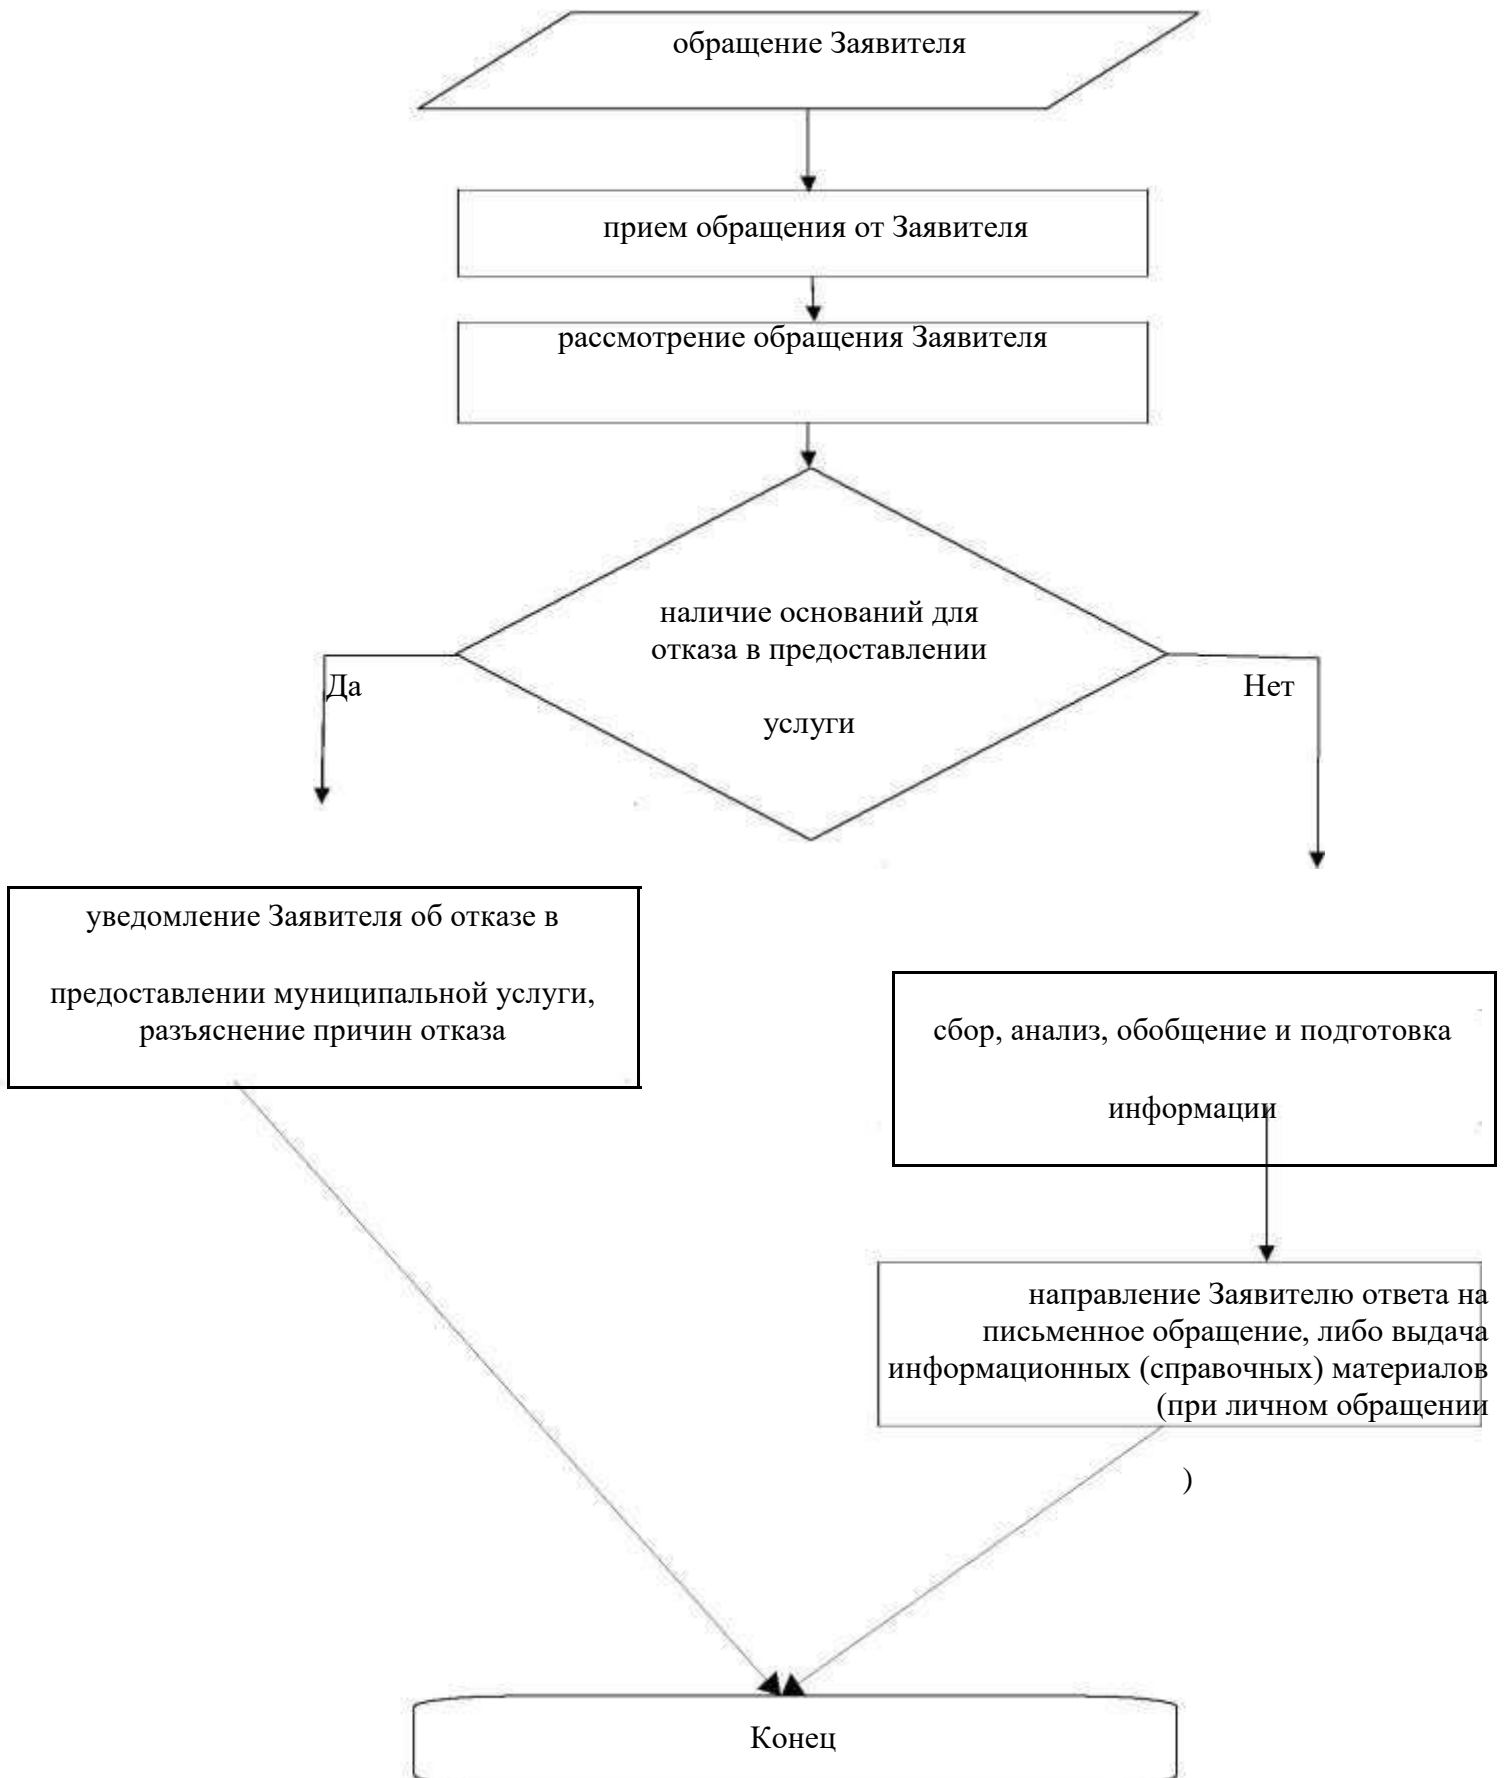 обращение Заявителя
прием обращения от Заявителя
рассмотрение обращения Заявителя
наличие оснований для
отказа в предоставлении
услуги
Да
Нет
уведомление Заявителя об отказе в
предоставлении муниципальной услуги,
разъяснение причин отказа
сбор, анализ, обобщение и подготовка
информации
направление Заявителю ответа на
письменное обращение, либо выдача
информационных (справочных) материалов
(при личном обращении
)
Конец